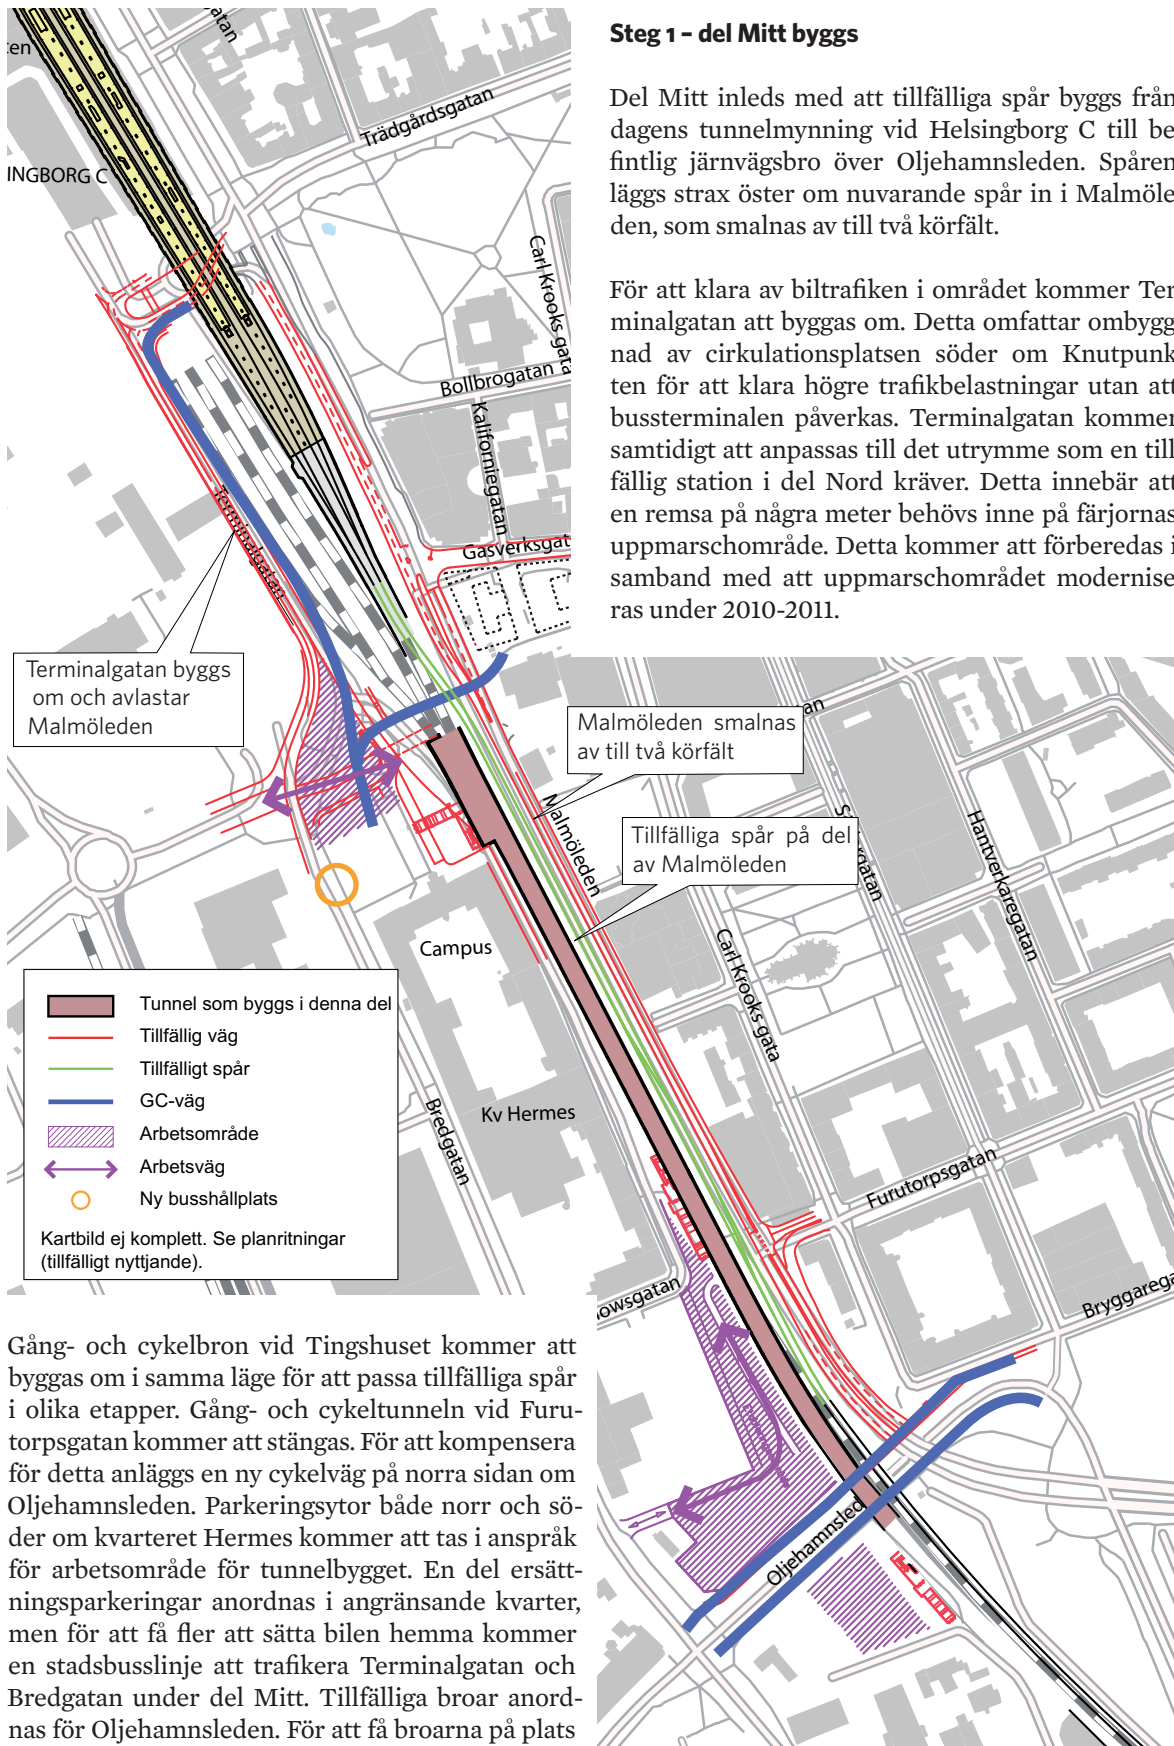 Steg 1 – del Mitt byggs
Del Mitt inleds med att tillfälliga spår byggs från
dagens tunnelmynning vid Helsingborg C till be
fintlig järnvägsbro över Oljehamnsleden. Spåren
läggs strax öster om nuvarande spår in i Malmöle
den, som smalnas av till två körfält.
För att klara av biltrafiken i området kommer Ter
minalgatan att byggas om. Detta omfattar ombygg
nad av cirkulationsplatsen söder om Knutpunk
ten för att klara högre trafikbelastningar utan att
bussterminalen påverkas. Terminalgatan kommer
samtidigt att anpassas till det utrymme som en till
fällig station i del Nord kräver. Detta innebär att
en remsa på några meter behövs inne på färjornas
uppmarschområde. Detta kommer att förberedas i
samband med att uppmarschområdet modernise
ras under 2010-2011.
ten
gatan
Trädgårdsgatan
INGBORG C
Carl Krooks gata
Bollbrogatan
Kaliforniegatan
Gasverksgat
Terminalgatan
Terminalgatan byggs
om och avlastar
Malmöleden
an
Malmöleden smalnas
av till två körfält
Malmöleden
Tillfälliga spår på del
av Malmöleden
S
rgatan
Hantverkaregatan
Carl Krooks gata
Campus
Kv Hermes
Bredgatan
Furutorpsgatan
Bryggarega
owsgatan
Oljehamnsled
Tunnel som byggs i denna del
Tillfällig väg
Tillfälligt spår
GC-väg
Arbetsområde
Arbetsväg
Ny busshållplats
Kartbild ej komplett. Se planritningar
(tillfälligt nyttjande).
Gång- och cykelbron vid Tingshuset kommer att
byggas om i samma läge för att passa tillfälliga spår
i olika etapper. Gång- och cykeltunneln vid Furu-
torpsgatan kommer att stängas. För att kompensera
för detta anläggs en ny cykelväg på norra sidan om
Oljehamnsleden. Parkeringsytor både norr och sö-
der om kvarteret Hermes kommer att tas i anspråk
för arbetsområde för tunnelbygget. En del ersätt-
ningsparkeringar anordnas i angränsande kvarter,
men för att få fler att sätta bilen hemma kommer
en stadsbusslinje att trafikera Terminalgatan och
Bredgatan under del Mitt. Tillfälliga broar anord-
nas för Oljehamnsleden. För att få broarna på plats